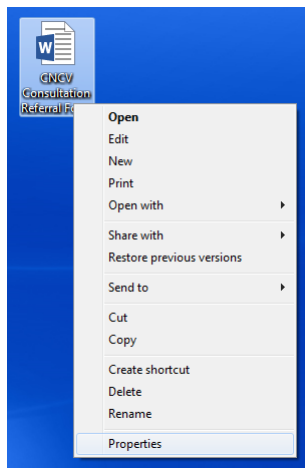 W
CNCV
Consultation
Referral Fo
Open
Edit
New
Print
Open with
Share with
Restore previous versions
Send to
Cut
Copy
Create shortcut
Delete
Rename
Properties